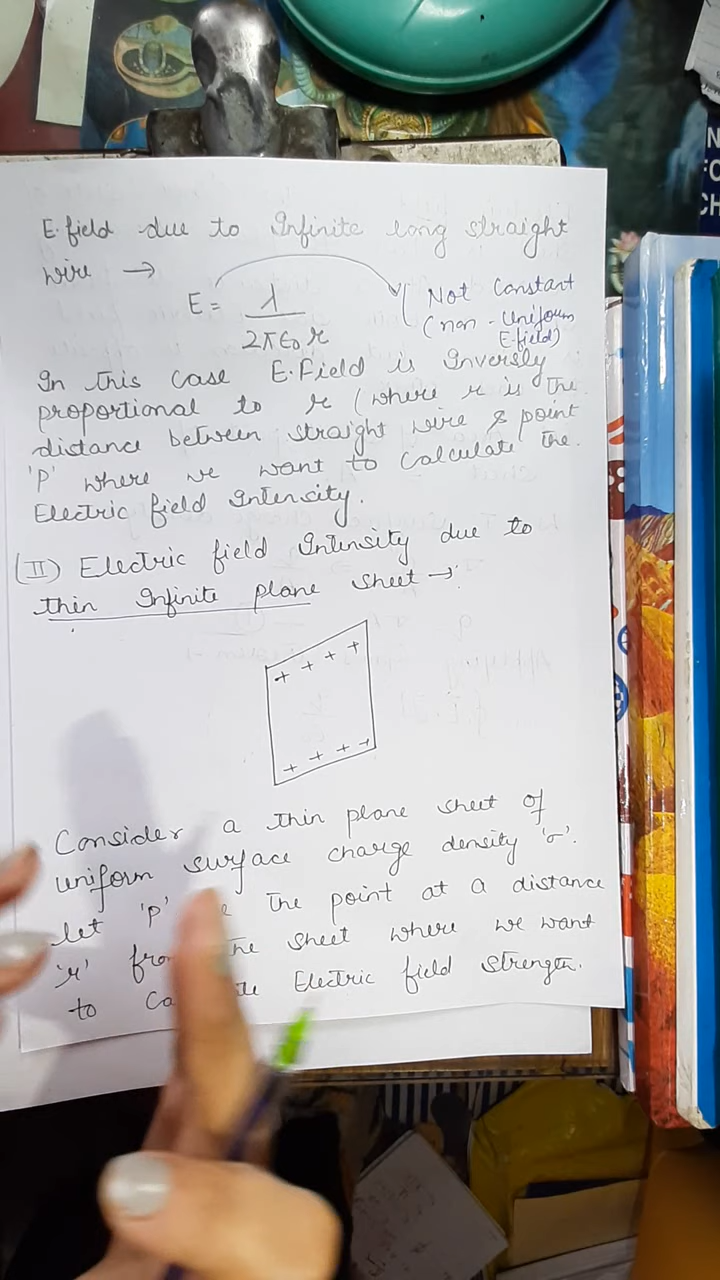 E.field due to Infinite long straight
wire →
E = λ / 2πε₀r
Not Constant
(non-Uniform
E.field)
In this case E.Field is Inversly
proportional to r (where r is the
distance between straight wire & point
'P' where we want to calculate the
Electric field Intensity.
(II) Electric field Intensity due to
thin Infinite plane sheet →
+ + + +
+ + + +
Consider a thin plane sheet of
uniform surface charge density 'σ'.
let 'p' the point at a distance
'r' the sheet where we want
to Electric field strength.
N